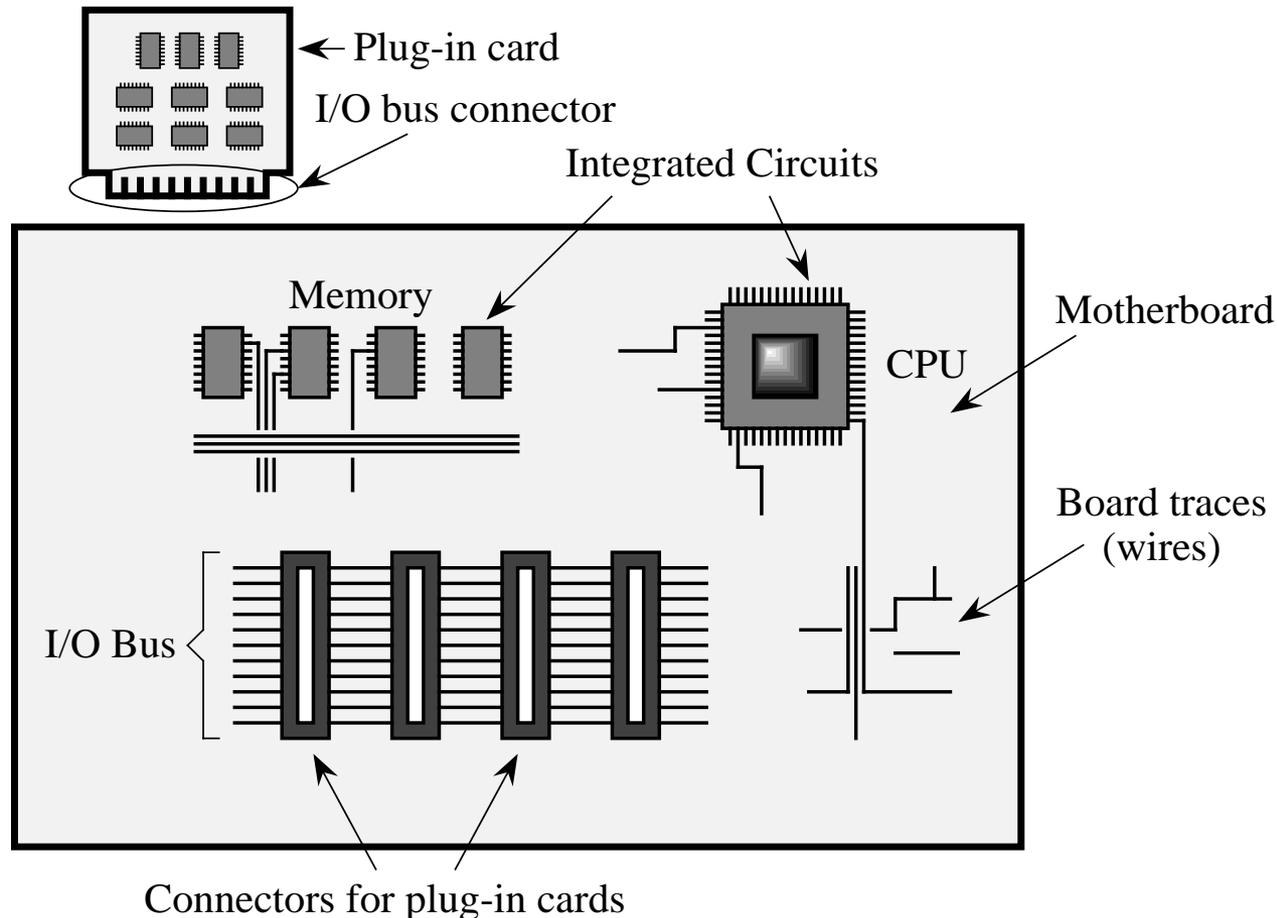 Plug-in card
I/O bus connector
Integrated Circuits
Memory
Motherboard
CPU
Board traces
(wires)
I/O Bus
Connectors for plug-in cards